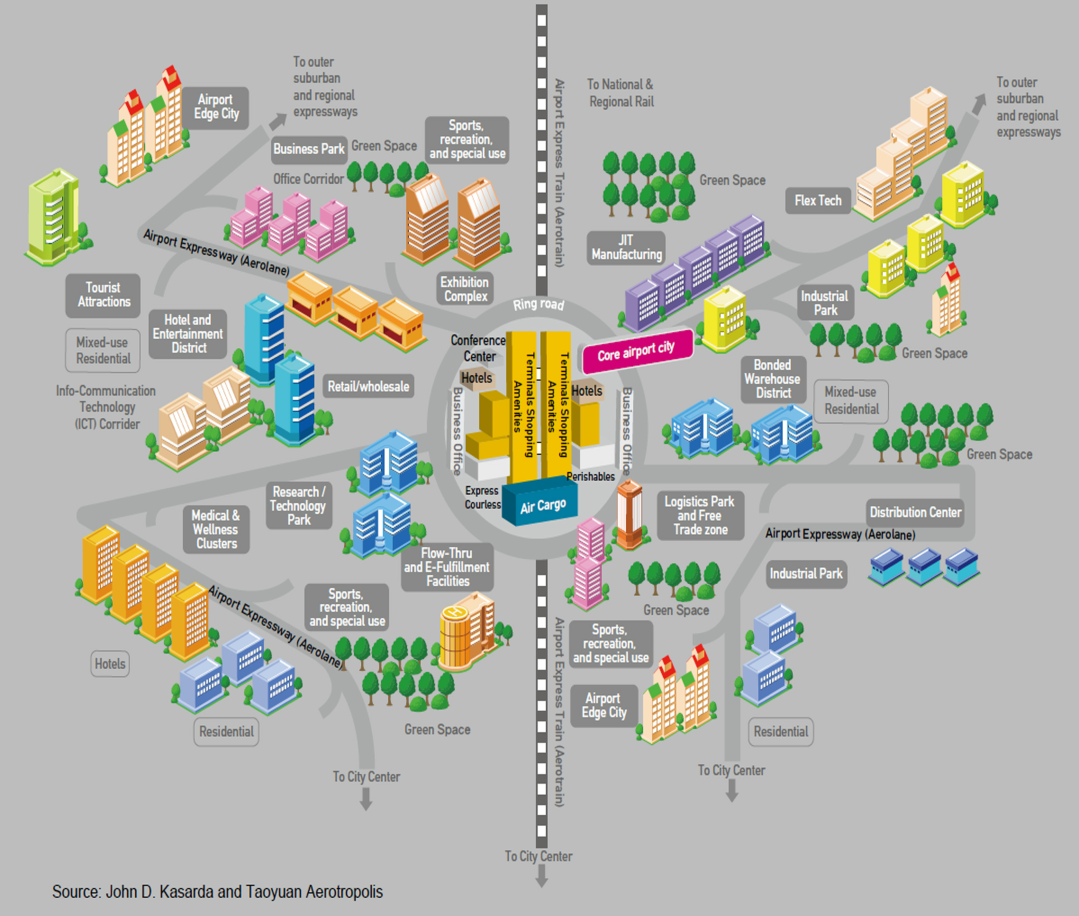 To outer
suburban
and regional
expressways
Airport
Edge City
Business Park
Green Space
Office Corridor
Sports,
recreation,
and special use
Airport Expressway (Aerolane)
Exhibition
Complex
Tourist
Attractions
Mixed-use
Residential
Hotel and
Entertainment
District
Info-Communication
Technology
(ICT) Corridor
Retail/wholesale
Airport Express Train (Aerotrain)
To National &
Regional Rail
To outer
suburban
and regional
expressways
Green Space
Flex Tech
JIT
Manufacturing
Industrial
Park
Green Space
Ring road
Core airport city
Conference
Center
Hotels
Business Office
Terminals Shopping
Amenities
Terminals Shopping
Amenities
Hotels
Business Office
Express
Courless
Perishables
Air Cargo
Bonded
Warehouse
District
Mixed-use
Residential
Green Space
Logistics Park
and Free
Trade zone
Distribution Center
Airport Expressway (Aerolane)
Industrial Park
Green Space
Research /
Technology
Park
Medical &
Wellness
Clusters
Flow-Thru
and E-Fulfillment
Facilities
Sports,
recreation,
and special use
Airport Expressway (Aerolane)
Hotels
Residential
Green Space
To City Center
Airport Express Train (Aerotrain)
Sports,
recreation,
and special use
Airport
Edge City
Residential
To City Center
To City Center
Source: John D. Kasarda and Taoyuan Aerotropolis